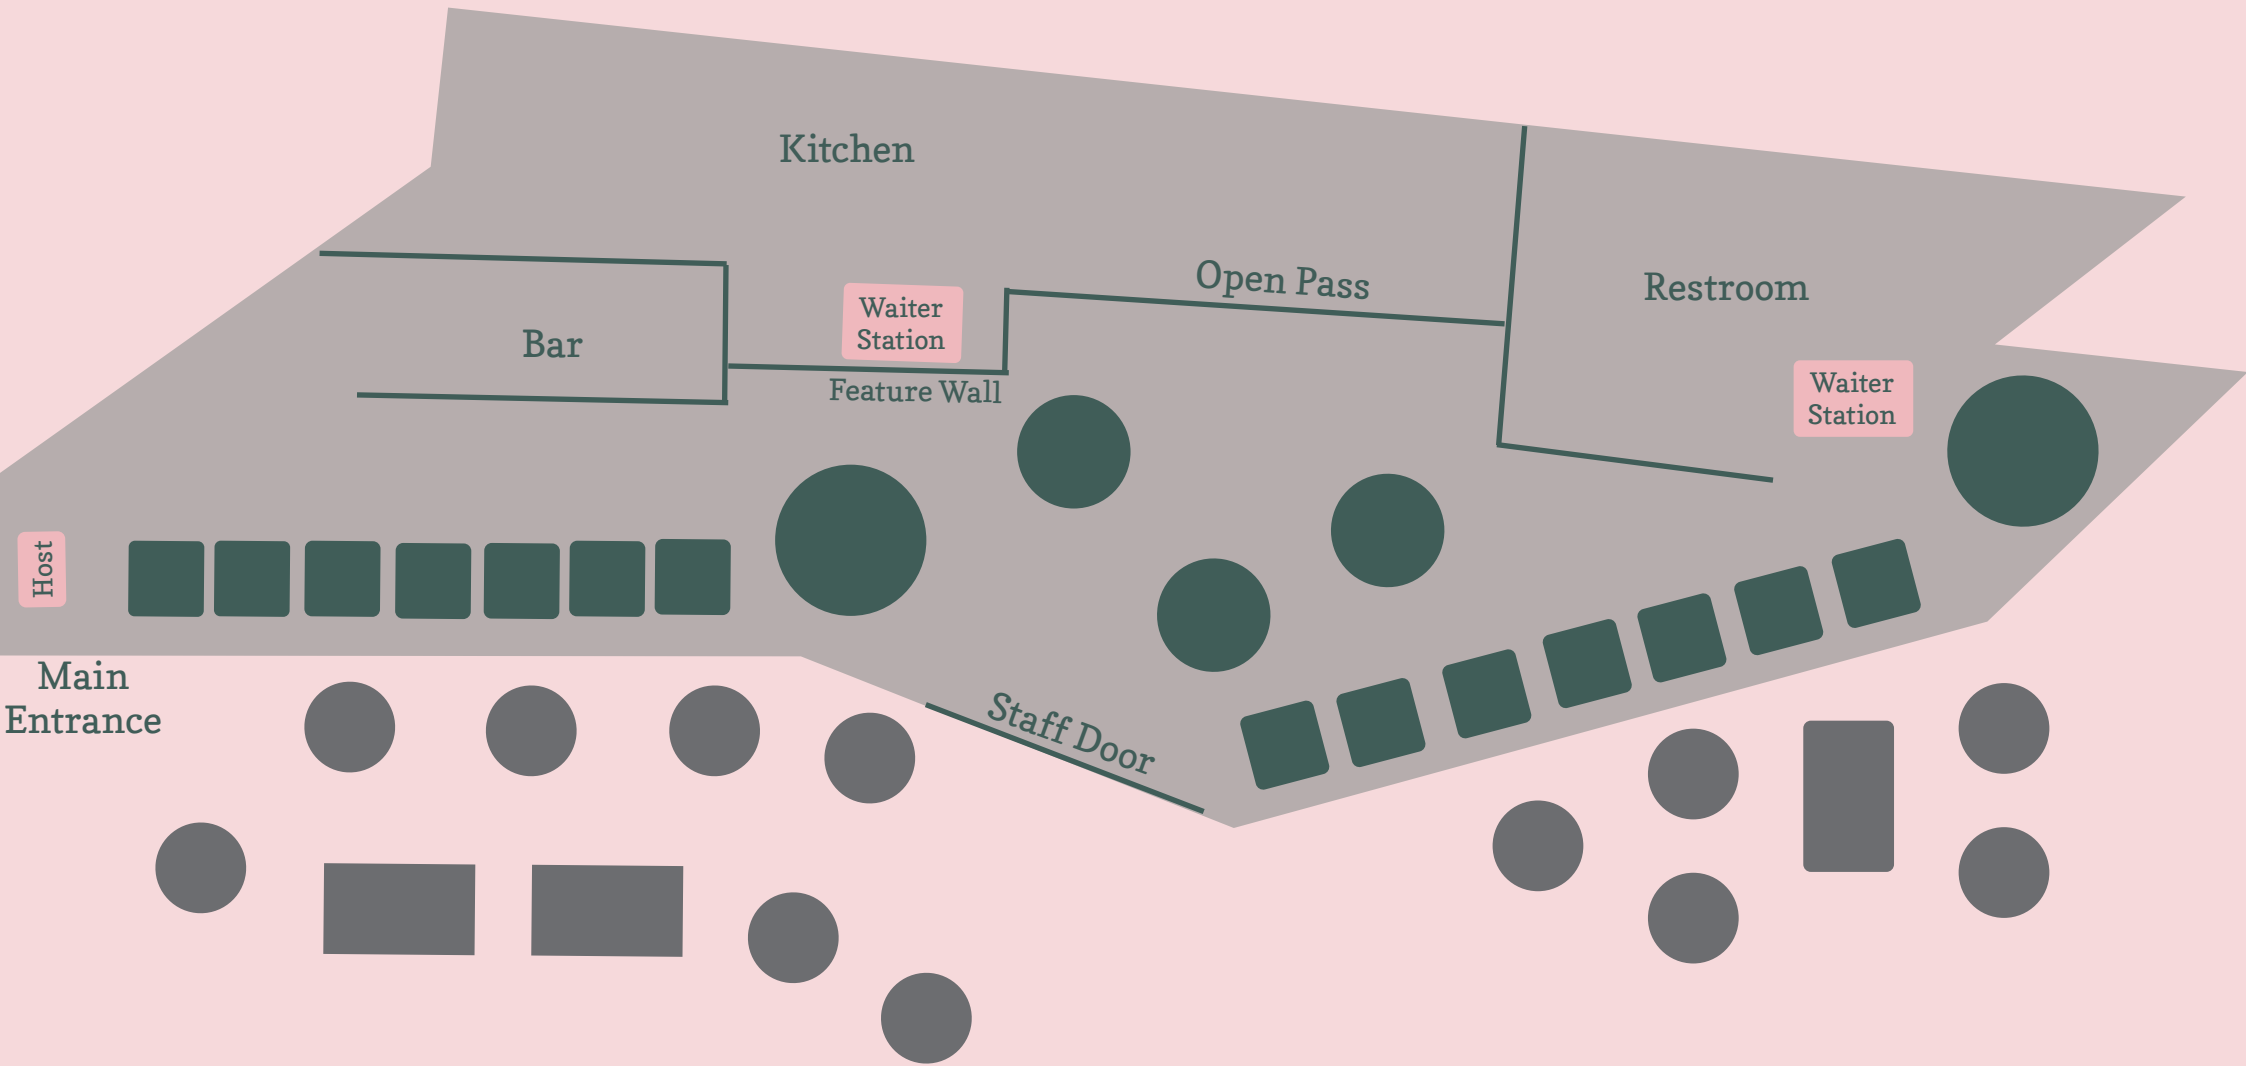 Kitchen
Open Pass
Restroom
Waiter
Station
Bar
Feature Wall
Waiter
Station
Host
Main
Entrance
Staff Door